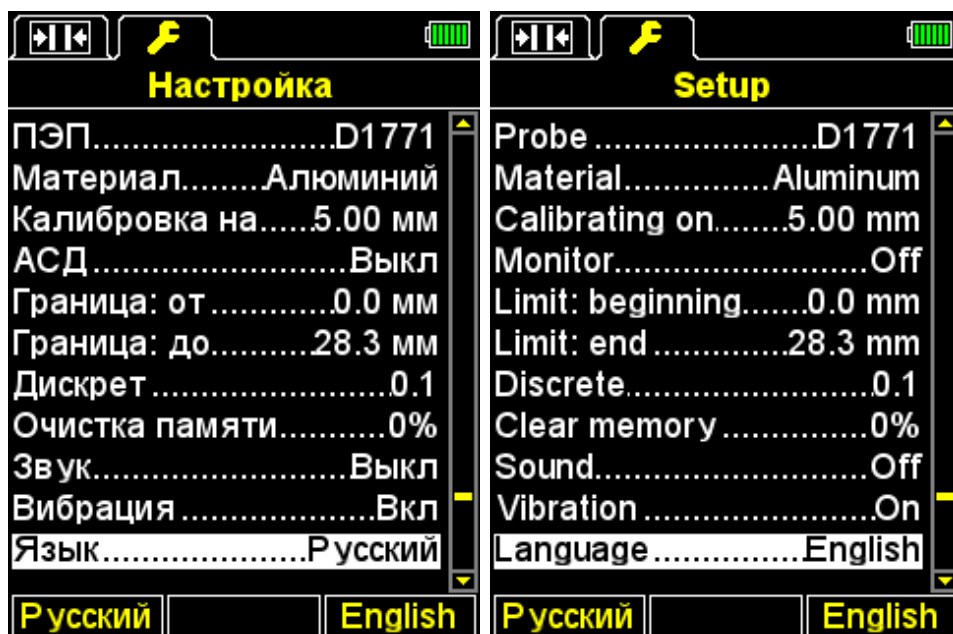 Настройка
ПЭП.......................D1771
Материал........Алюминий
Калибровка на......5.00 мм
АСД.........................Выкл
Граница: от............0.0 мм
Граница: до..........28.3 мм
Дискрет.......................0.1
Очистка памяти..........0%
Звук.........................Выкл
Вибрация...................Вкл
Язык...................Русский
Русский
English
Setup
Probe.....................D1771
Material..............Aluminum
Calibrating on.......5.00 mm
Monitor........................Off
Limit: beginning......0.0 mm
Limit: end.............28.3 mm
Discrete.......................0.1
Clear memory..............0%
Sound..........................Off
Vibration......................On
Language...............English
Русский
English